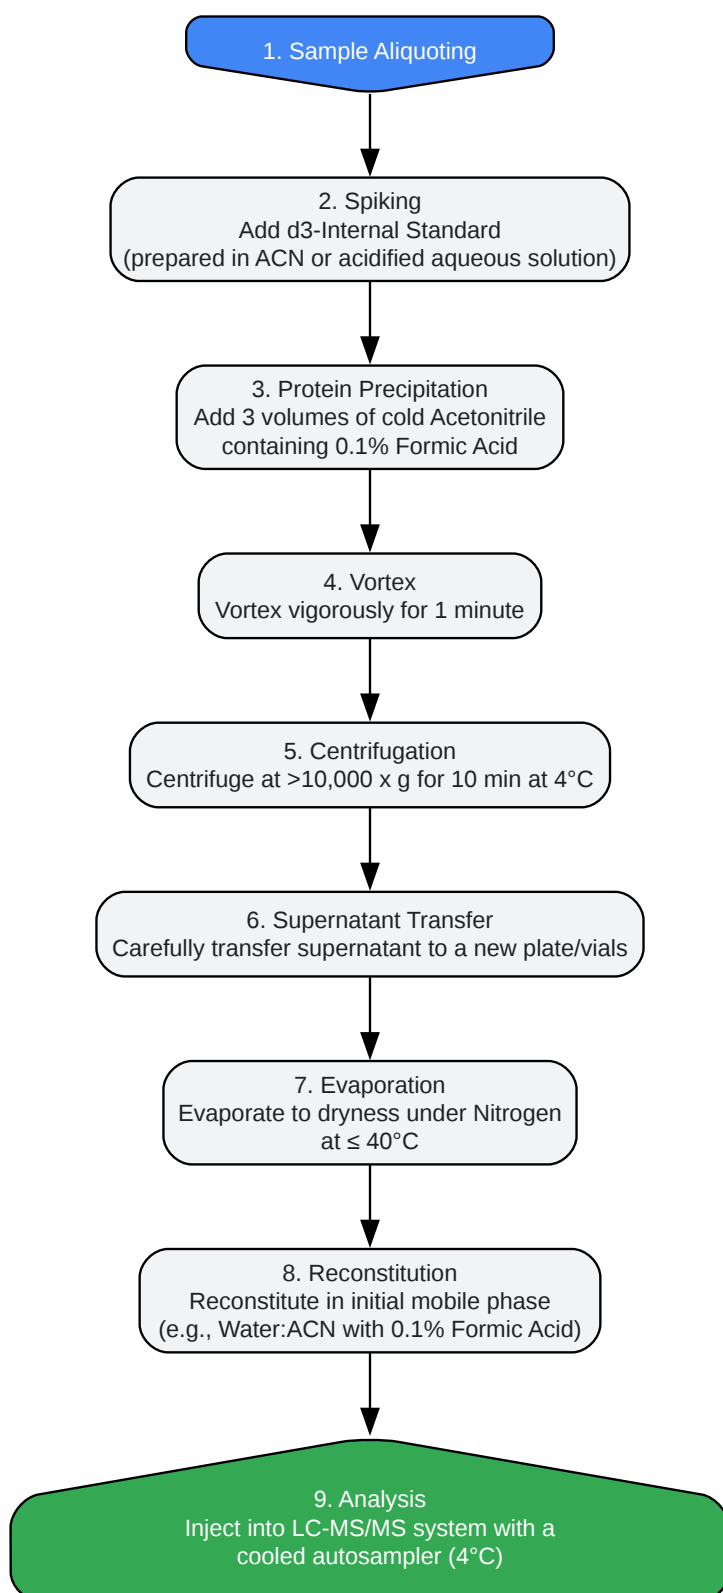 1. Sample Aliquoting
2. Spiking
Add d3-Internal Standard
(prepared in ACN or acidified aqueous solution)
3. Protein Precipitation
Add 3 volumes of cold Acetonitrile
containing 0.1% Formic Acid
4. Vortex
Vortex vigorously for 1 minute
5. Centrifugation
Centrifuge at >10,000 x g for 10 min at 4°C
6. Supernatant Transfer
Carefully transfer supernatant to a new plate/vials
7. Evaporation
Evaporate to dryness under Nitrogen
at ≤ 40°C
8. Reconstitution
Reconstitute in initial mobile phase
(e.g., Water:ACN with 0.1% Formic Acid)
9. Analysis
Inject into LC-MS/MS system with a
cooled autosampler (4°C)